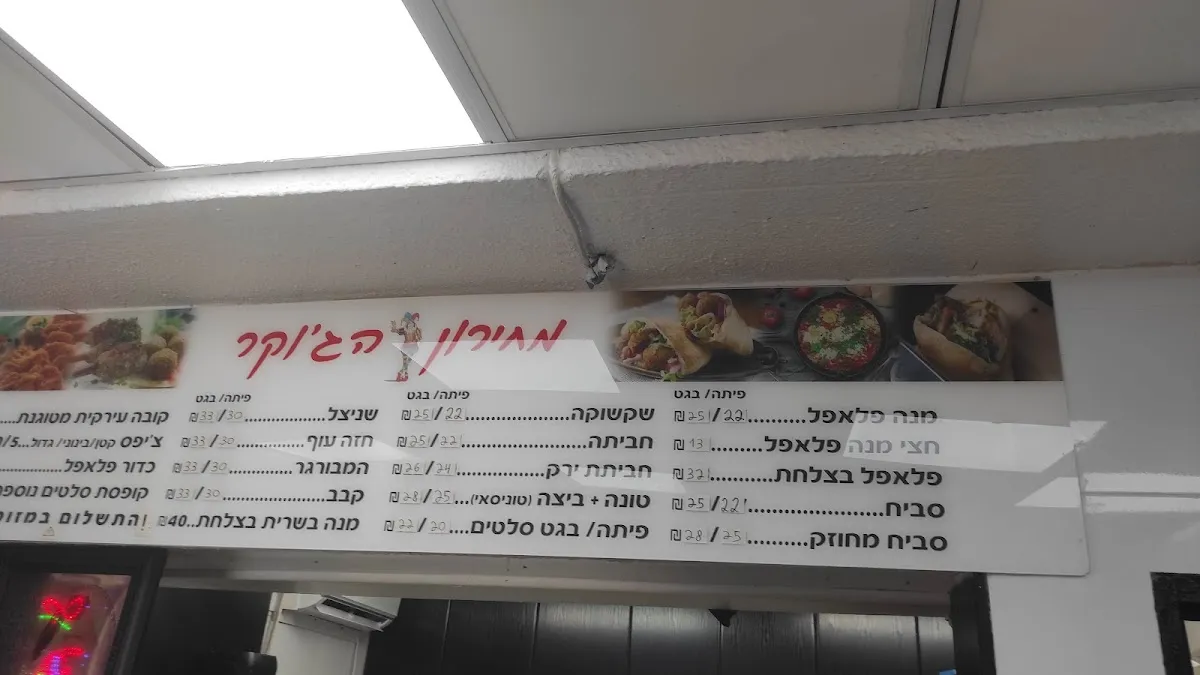 מחירון הג'וקר
פיתה/ בגט
מנה פלאפל..........22/25₪
חצי מנה פלאפל.........13₪
פלאפל בצלחת...........32₪
סביח......................22/25₪
סביח מחוזק..........25/28₪
פיתה/ בגט
שקשוקה...................22/25₪
חביתה.....................22/25₪
חביתת ירק...............24/26₪
טונה + ביצה (טוניסאי)...25/28₪
פיתה/ בגט סלטים....20/22₪
פיתה/ בגט
שניצל...............30/33₪
חזה עוף.............30/33₪
המבורגר............30/33₪
קבב...................30/33₪
מנה בשרית בצלחת..40₪
קובה עירקית מטוגנת....
צ'יפס קטן/בינוני/ גדול...5/
כדור פלאפל
קופסת סלטים
!התשלום